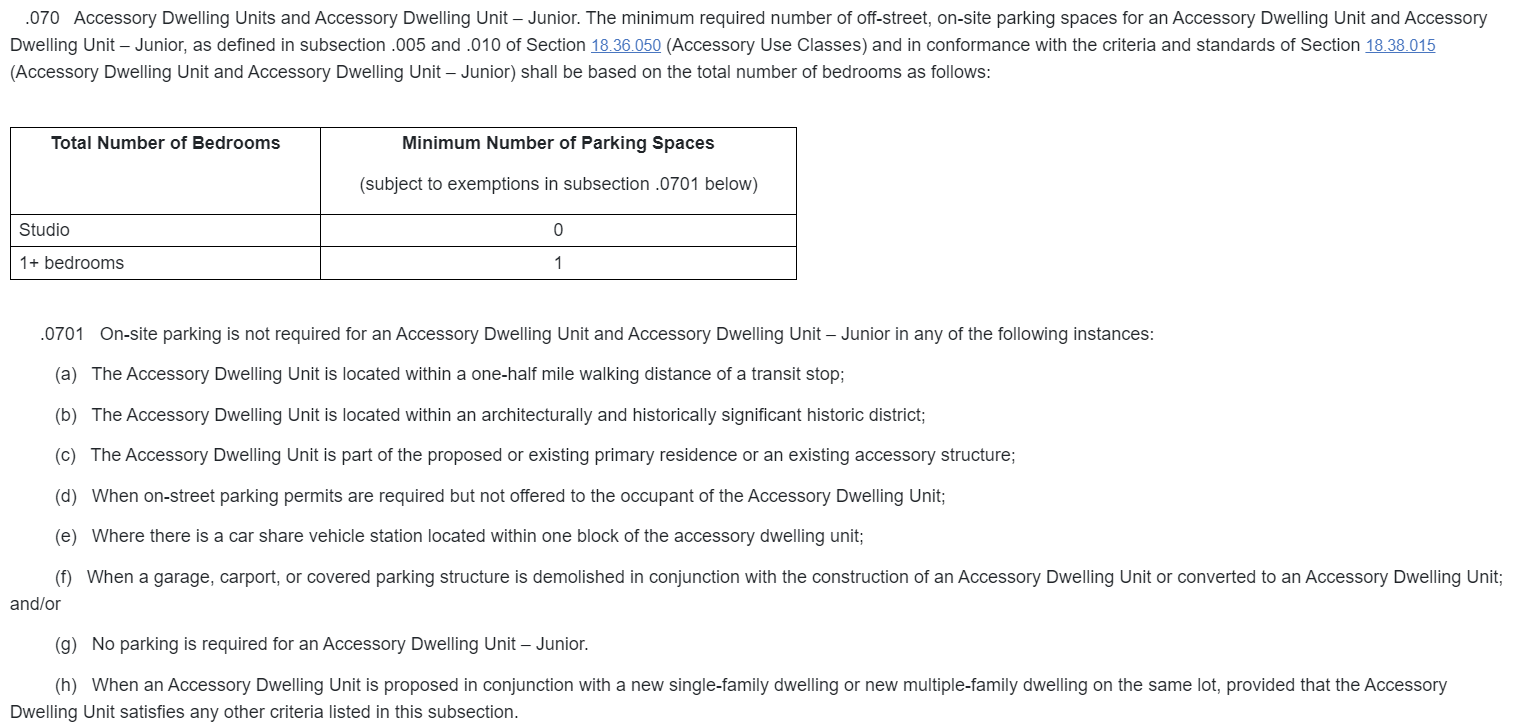 .070 Accessory Dwelling Units and Accessory Dwelling Unit – Junior. The minimum required number of off-street, on-site parking spaces for an Accessory Dwelling Unit and Accessory
Dwelling Unit – Junior, as defined in subsection .005 and .010 of Section 18.36.050 (Accessory Use Classes) and in conformance with the criteria and standards of Section 18.38.015
(Accessory Dwelling Unit and Accessory Dwelling Unit – Junior) shall be based on the total number of bedrooms as follows:
Total Number of Bedrooms
Minimum Number of Parking Spaces
(subject to exemptions in subsection .0701 below)
Studio
0
1+ bedrooms
1
.0701 On-site parking is not required for an Accessory Dwelling Unit and Accessory Dwelling Unit – Junior in any of the following instances:
(a) The Accessory Dwelling Unit is located within a one-half mile walking distance of a transit stop;
(b) The Accessory Dwelling Unit is located within an architecturally and historically significant historic district;
(c) The Accessory Dwelling Unit is part of the proposed or existing primary residence or an existing accessory structure;
(d) When on-street parking permits are required but not offered to the occupant of the Accessory Dwelling Unit;
(e) Where there is a car share vehicle station located within one block of the accessory dwelling unit;
(f) When a garage, carport, or covered parking structure is demolished in conjunction with the construction of an Accessory Dwelling Unit or converted to an Accessory Dwelling Unit;
and/or
(g) No parking is required for an Accessory Dwelling Unit – Junior.
(h) When an Accessory Dwelling Unit is proposed in conjunction with a new single-family dwelling or new multiple-family dwelling on the same lot, provided that the Accessory
Dwelling Unit satisfies any other criteria listed in this subsection.